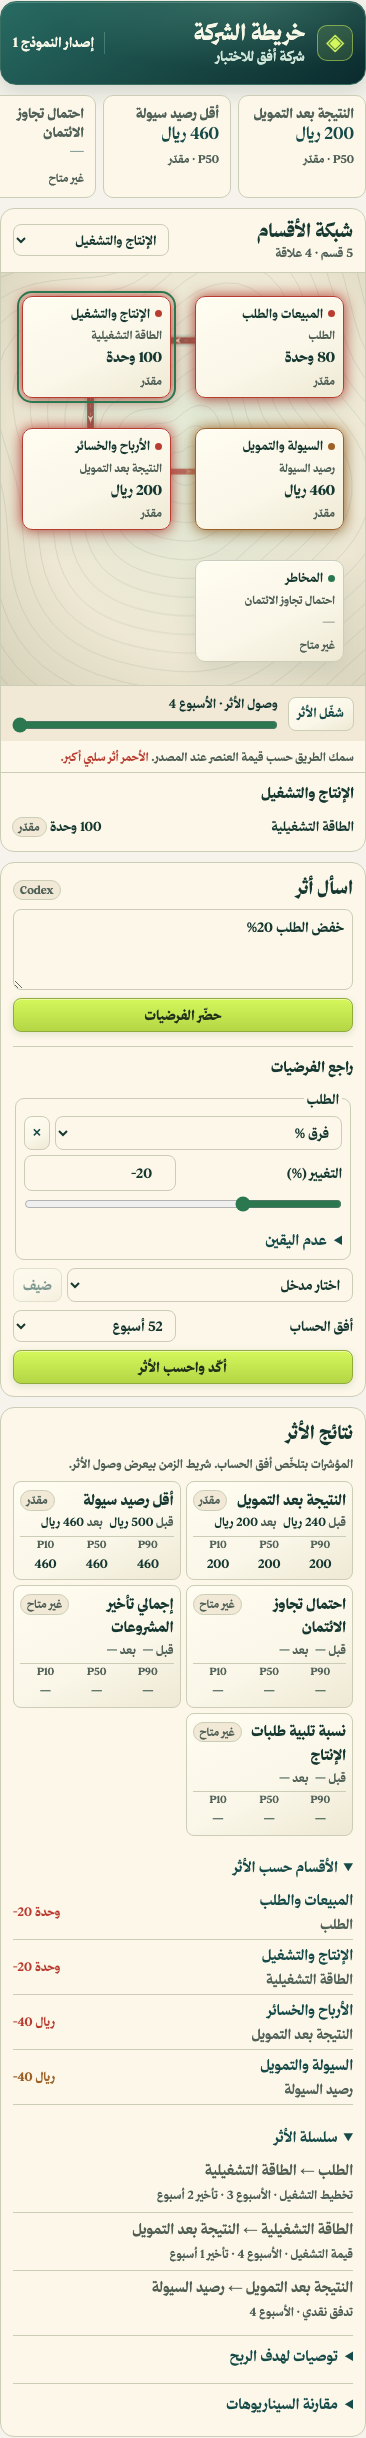 خريطة الشركة
شركة أفق للاختبار
إصدار النموذج 1
النتيجة بعد التمويل
200 ريال
P50 · مقدّر
أقل رصيد سيولة
460 ريال
P50 · مقدّر
احتمال تجاوز الائتمان
—
غير متاح
شبكة الأقسام
5 قسم · 4 علاقة
الإنتاج والتشغيل
المبيعات والطلب
الطلب
80 وحدة
مقدّر
الإنتاج والتشغيل
الطاقة التشغيلية
100 وحدة
مقدّر
السيولة والتمويل
رصيد السيولة
460 ريال
مقدّر
الأرباح والخسائر
النتيجة بعد التمويل
200 ريال
مقدّر
المخاطر
احتمال تجاوز الائتمان
—
غير متاح
شغّل الأثر
وصول الأثر · الأسبوع 4
سمك الطريق حسب قيمة العنصر عند المصدر. الأحمر أثر سلبي أكبر.
الإنتاج والتشغيل
الطاقة التشغيلية
100 وحدة مقدّر
اسأل أثر
Codex
خفض الطلب 20%
حضّر الفرضيات
راجع الفرضيات
الطلب
فرق %
×
التغيير (%)
-20
عدم اليقين
اختار مدخل
ضيف
أفق الحساب
52 أسبوع
أكّد واحسب الأثر
نتائج الأثر
المؤشرات بتلخّص أفق الحساب. شريط الزمن بيعرض وصول الأثر.
النتيجة بعد التمويل
مقدّر
قبل 240 ريال بعد 200 ريال
P90 P50 P10
200 200 200
أقل رصيد سيولة
مقدّر
قبل 500 ريال بعد 460 ريال
P90 P50 P10
460 460 460
احتمال تجاوز الائتمان
غير متاح
قبل — بعد —
P90 P50 P10
— — —
إجمالي تأخير المشروعات
غير متاح
قبل — بعد —
P90 P50 P10
— — —
نسبة تلبية طلبات الإنتاج
غير متاح
قبل — بعد —
P90 P50 P10
— — —
الأقسام حسب الأثر
المبيعات والطلب
الطلب
-20 وحدة
الإنتاج والتشغيل
الطاقة التشغيلية
-20 وحدة
الأرباح والخسائر
النتيجة بعد التمويل
-40 ريال
السيولة والتمويل
رصيد السيولة
-40 ريال
سلسلة الأثر
الطلب ← الطاقة التشغيلية
تخطيط التشغيل · الأسبوع 3 · تأخير 2 أسبوع
الطاقة التشغيلية ← النتيجة بعد التمويل
قيمة التشغيل · الأسبوع 4 · تأخير 1 أسبوع
النتيجة بعد التمويل ← رصيد السيولة
تدفق نقدي · الأسبوع 4
توصيات لهدف الربح
مقارنة السيناريوهات